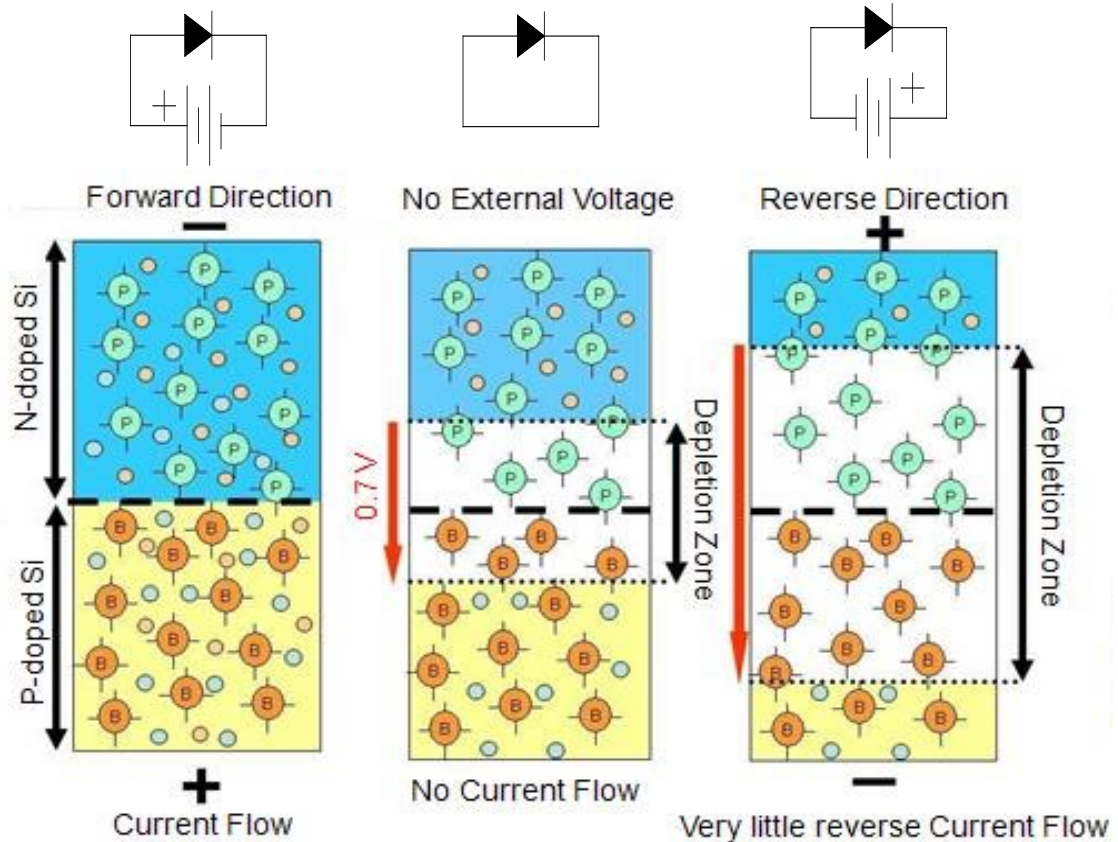 +
+
Forward Direction
No External Voltage
Reverse Direction
−
+
N-doped Si
P-doped Si
P P P P P P P P P P P P
B B B B B B B B B B B
0.7 V
P P P P P P P P P P P P
B B B B B B B B B B B B
Depletion Zone
P P P P P P P P P P P P
B B B B B B B B B B B
Depletion Zone
+
−
Current Flow
No Current Flow
Very little reverse Current Flow